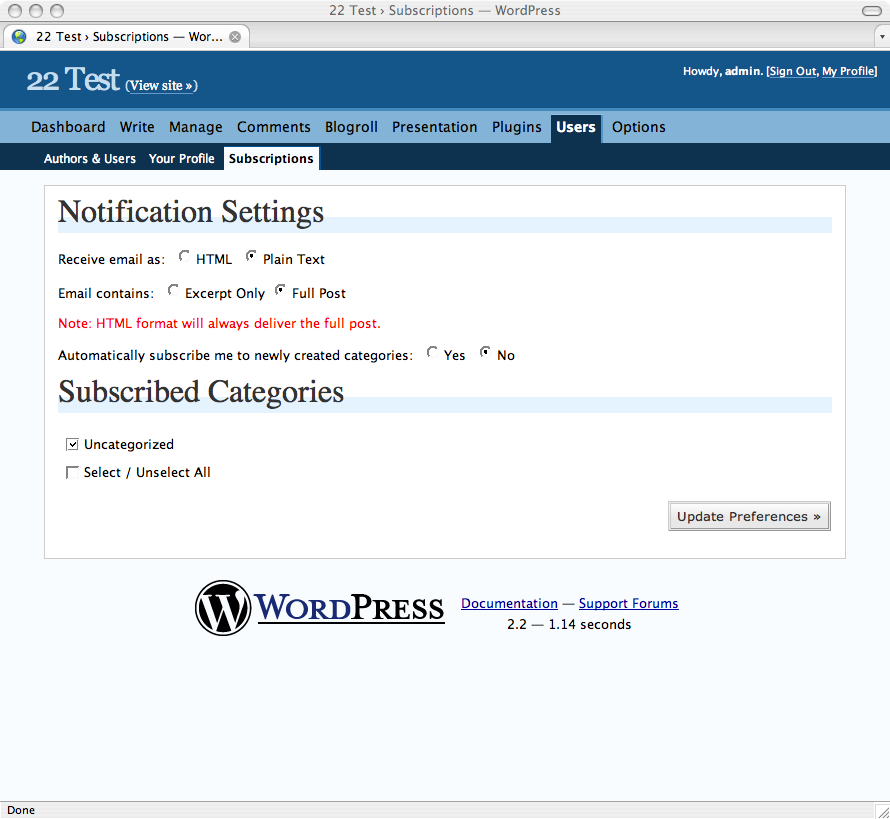 22 Test › Subscriptions — WordPress
22 Test › Subscriptions — Wor...
22 Test (View site »)
Howdy, admin. [Sign Out, My Profile]
Dashboard Write Manage Comments Blogroll Presentation Plugins Users Options
Authors & Users Your Profile Subscriptions
Notification Settings
Receive email as: HTML Plain Text
Email contains: Excerpt Only Full Post
Note: HTML format will always deliver the full post.
Automatically subscribe me to newly created categories: Yes No
Subscribed Categories
Uncategorized
Select / Unselect All
Update Preferences »
W WORDPRESS
Documentation — Support Forums
2.2 — 1.14 seconds
Done